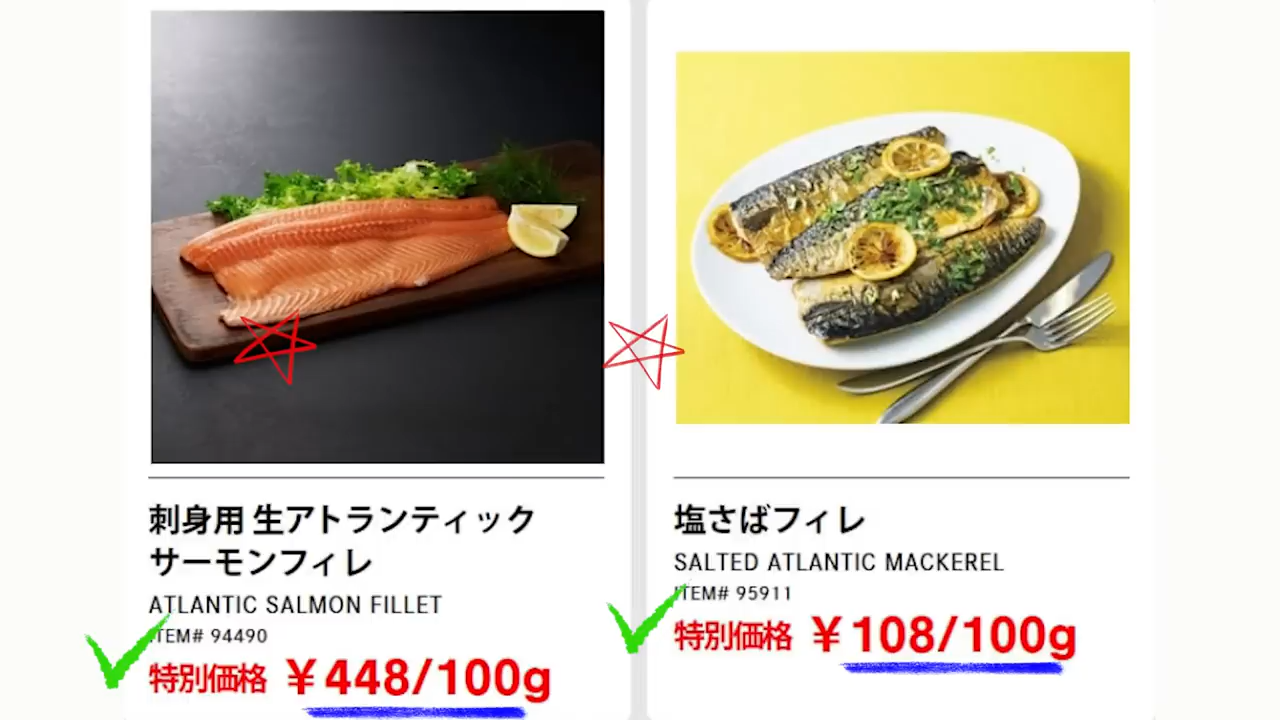 刺身用 生アトランティック
サーモンフィレ
ATLANTIC SALMON FILLET
ITEM# 94490
特別価格 ¥448/100g
塩さばフィレ
SALTED ATLANTIC MACKEREL
ITEM# 95911
特別価格 ¥108/100g